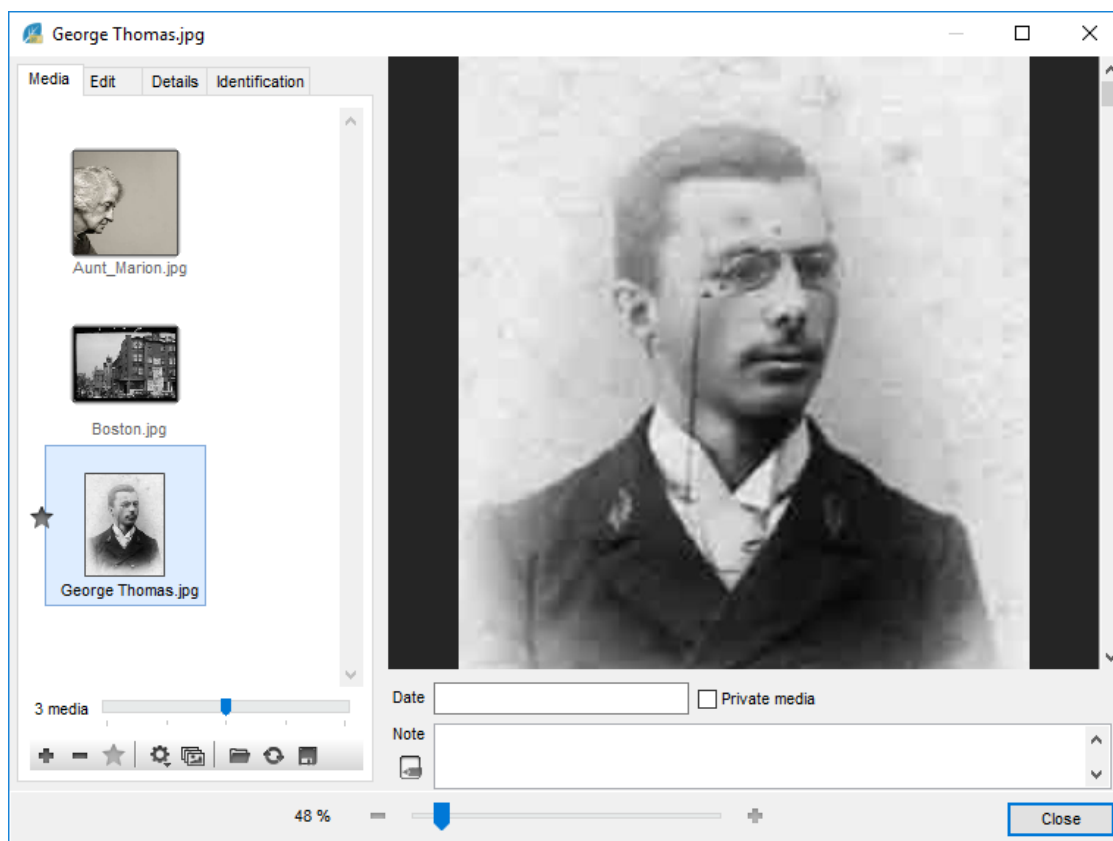 George Thomas.jpg
Media Edit Details Identification
Aunt_Marion.jpg
Boston.jpg
George Thomas.jpg
3 media
Date
Private media
Note
48 %
Close